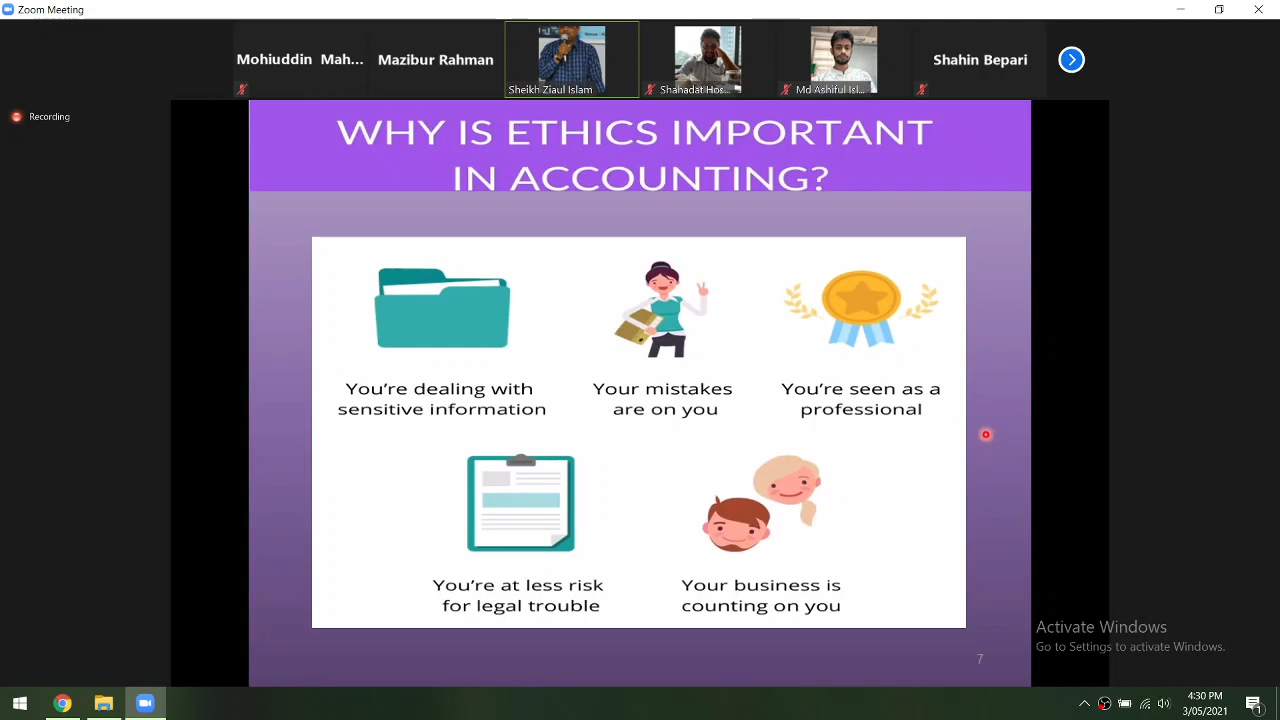 Zoom Meeting
Mohiuddin Mah...
Mazibur Rahman
Sheikh Ziaul Islam
Shahadat Hos...
Md Ashiful Isl...
Shahin Bepari
Recording
WHY IS ETHICS IMPORTANT
IN ACCOUNTING?
You're dealing with
sensitive information
Your mistakes
are on you
You're seen as a
professional
You're at less risk
for legal trouble
Your business is
counting on you
7
Activate Windows
Go to Settings to activate Windows.
4:30 PM
3/05/2021